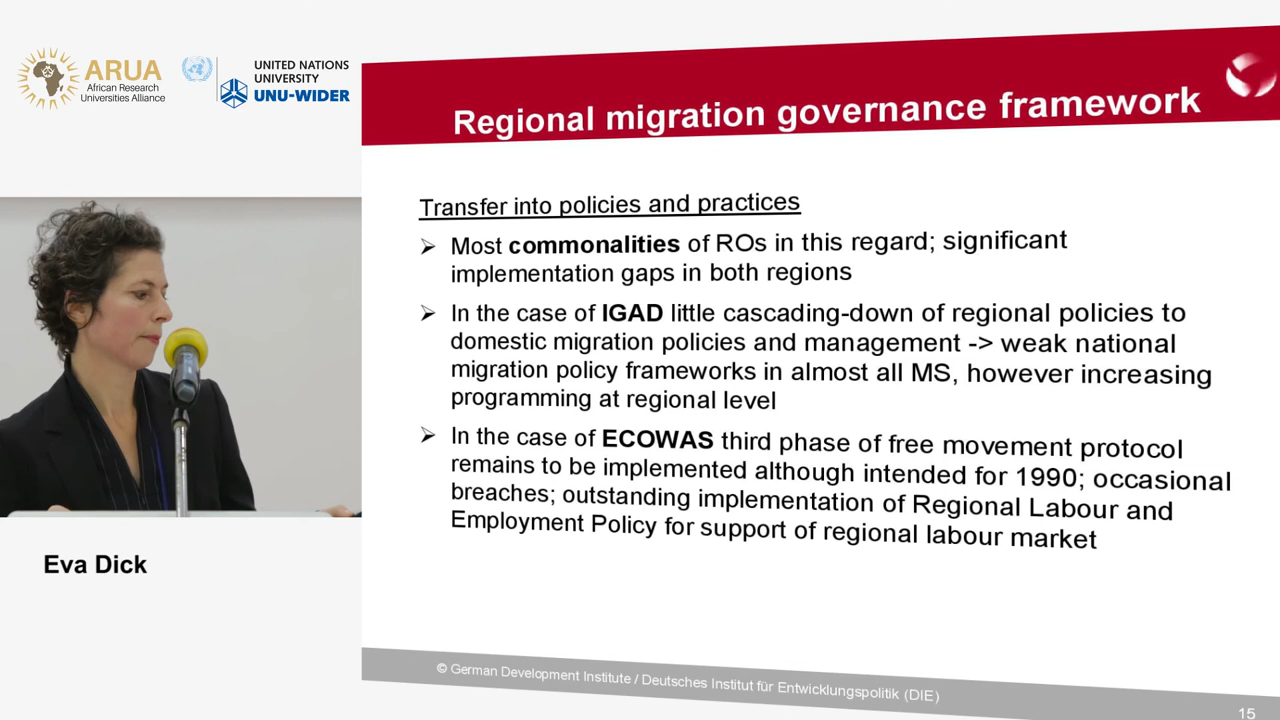 ARUA
African Research
Universities Alliance
UNITED NATIONS
UNIVERSITY
UNU-WIDER
Regional migration governance framework
Transfer into policies and practices
Most commonalities of ROs in this regard; significant
implementation gaps in both regions
In the case of IGAD little cascading-down of regional policies to
domestic migration policies and management -> weak national
migration policy frameworks in almost all MS, however increasing
programming at regional level
In the case of ECOWAS third phase of free movement protocol
remains to be implemented although intended for 1990; occasional
breaches; outstanding implementation of Regional Labour and
Employment Policy for support of regional labour market
Eva Dick
© German Development Institute / Deutsches Institut für Entwicklungspolitik (DIE)
15